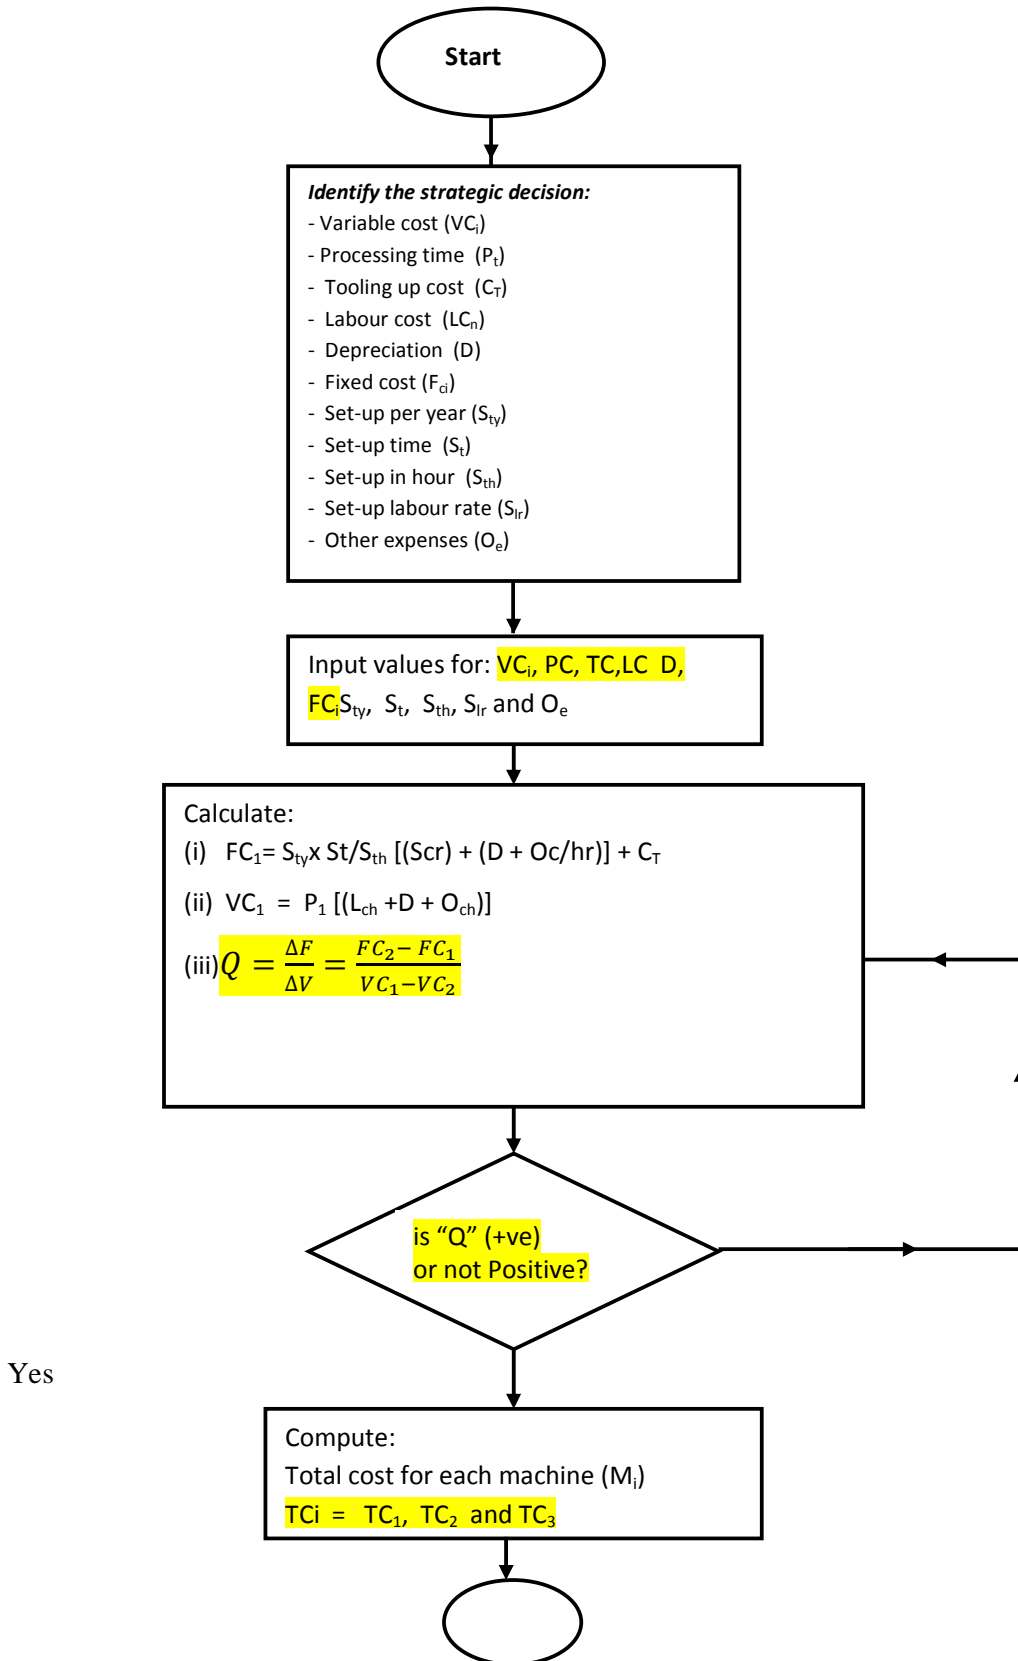 Start
Identify the strategic decision:
- Variable cost (VCi)
- Processing time (Pt)
- Tooling up cost (CT)
- Labour cost (LCn)
- Depreciation (D)
- Fixed cost (Fci)
- Set-up per year (Sty)
- Set-up time (St)
- Set-up in hour (Sth)
- Set-up labour rate (Slr)
- Other expenses (Oe)
Input values for: VCi, PC, TC,LC D,
FCiSty, St, Sth, Slr and Oe
Calculate:
(i) FC1= Sty x St/Sth [(Scr) + (D + Oc/hr)] + CT
(ii) VC1 = P1 [(Lch +D + Och)]
(iii) Q = ΔF/ΔV = FC2− FC1/VC1−VC2
is “Q” (+ve)
or not Positive?
Yes
Compute:
Total cost for each machine (Mi)
TCi = TC1, TC2 and TC3